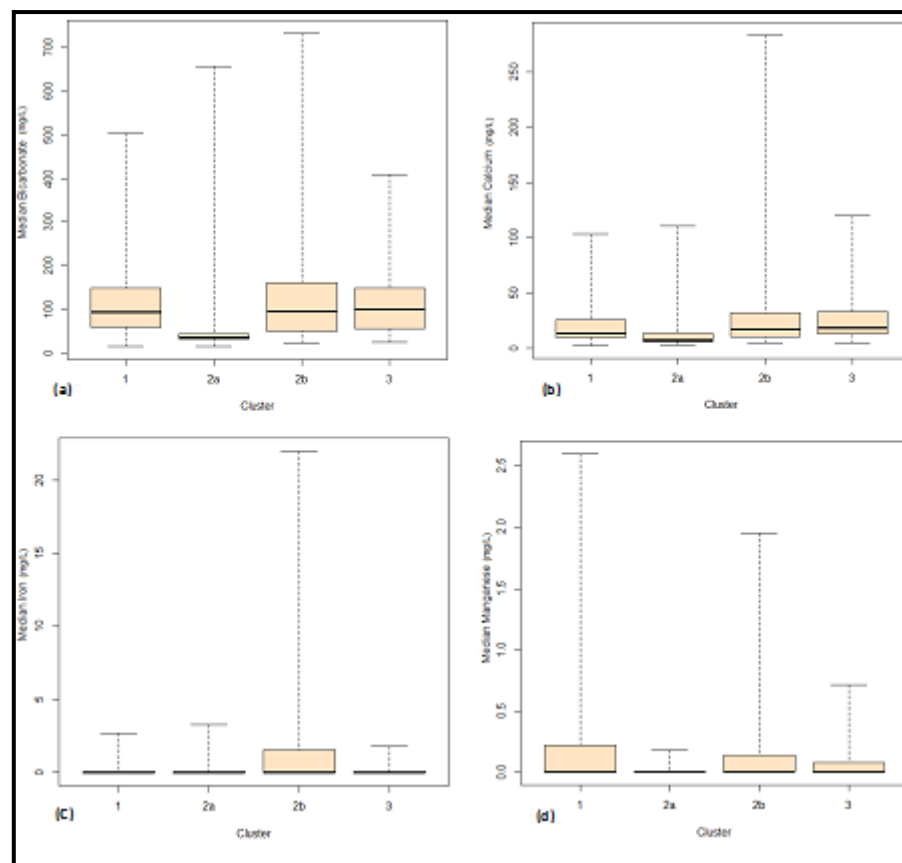 Median Bicarbonate (mg/L)
700
600
500
400
300
200
100
0
1 2a 2b 3
(a)
Cluster
Median Calcium (mg/L)
250
200
150
100
50
0
1 2a 2b 3
(b)
Cluster
Median Iron (mg/L)
20
15
10
5
0
1 2a 2b 3
(C)
Cluster
Median Manganese (mg/L)
2.5
2.0
1.5
1.0
0.5
0.0
1 2a 2b 3
(d)
Cluster